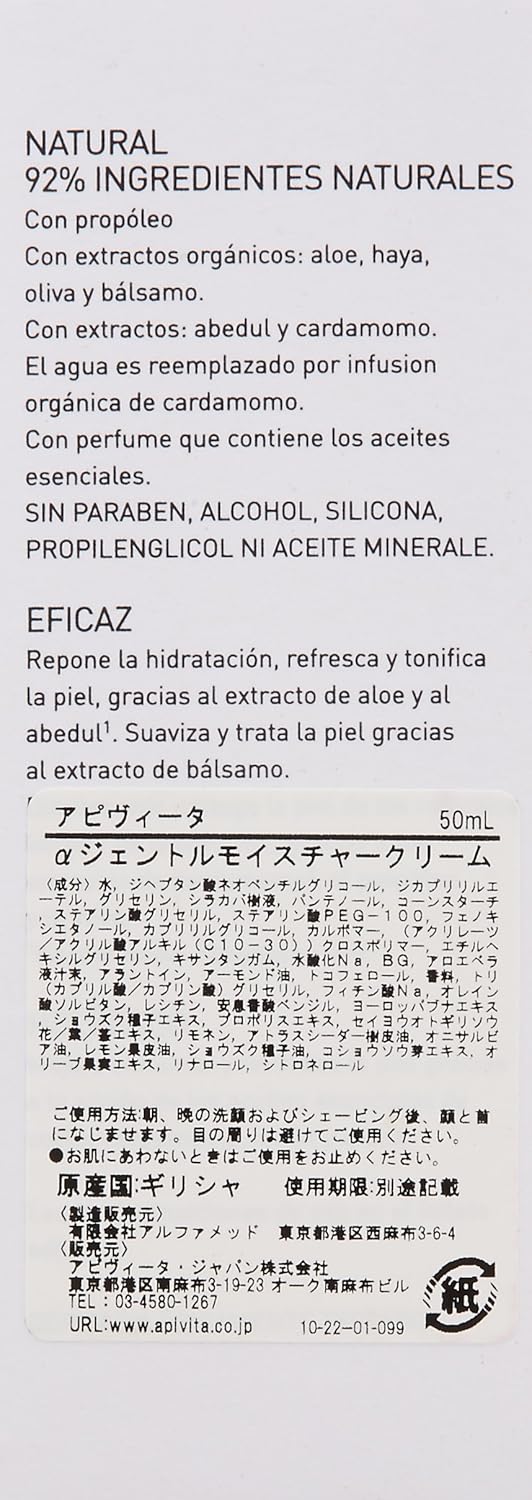 NATURAL
92% INGREDIENTES NATURALES
Con propóleo
Con extractos orgánicos: aloe, haya,
oliva y bálsamo.
Con extractos: abedul y cardamomo.
El agua es reemplazado por infusion
orgánica de cardamomo.
Con perfume que contiene los aceites
esenciales.
SIN PARABEN, ALCOHOL, SILICONA,
PROPILENGLICOL NI ACEITE MINERALE.
EFICAZ
Repone la hidratación, refresca y tonifica
la piel, gracias al extracto de aloe y al
abedul¹. Suaviza y trata la piel gracias
al extracto de bálsamo.
アピヴィータ 50mL
αジェントルモイスチャークリーム
〈成分〉水, ジヘプタン酸ネオペンチルグリコール, ジカプリリルエ
ーテル, グリセリン, シラカバ樹液, パンテノール, コーンスターチ
, ステアリン酸グリセリル, ステアリン酸PEG-100, フェノキ
シエタノール, カプリリルグリコール, カルボマー, (アクリレーツ
/アクリル酸アルキル(C10-30))クロスポリマー, エチルヘ
キシルグリセリン, キサンタンガム, 水酸化Na, BG, アロエベラ
液汁末, アラントイン, アーモンド油, トコフェロール, 香料, トリ
(カプリル酸/カプリン酸)グリセリル, フィチン酸Na, オレイン
酸ソルビタン, レシチン, 安息香酸ベンジル, ヨーロッパブナエキス
, ショウズク種子エキス, プロポリスエキス, セイヨウオトギリソウ
花/葉/茎エキス, リモネン, アトラスシーダー樹皮油, オニサルビ
ア油, レモン果皮油, ショウズク種子油, コショウソウ芽エキス, オ
リーブ果実エキス, リナロール, シトロネロール
ご使用方法:朝、晩の洗顔およびシェービング後、顔と首
になじませます。目の周りは避けてご使用ください。
●お肌にあわないときはご使用をお止めください。
原産国:ギリシャ 使用期限:別途記載
〈製造販売元〉
有限会社アルファメッド 東京都港区西麻布3-6-4
〈販売元〉
アピヴィータ・ジャパン株式会社
東京都港区南麻布3-19-23 オーク南麻布ビル
TEL : 03-4580-1267
URL:www.apivita.co.jp 10-22-01-099
紙